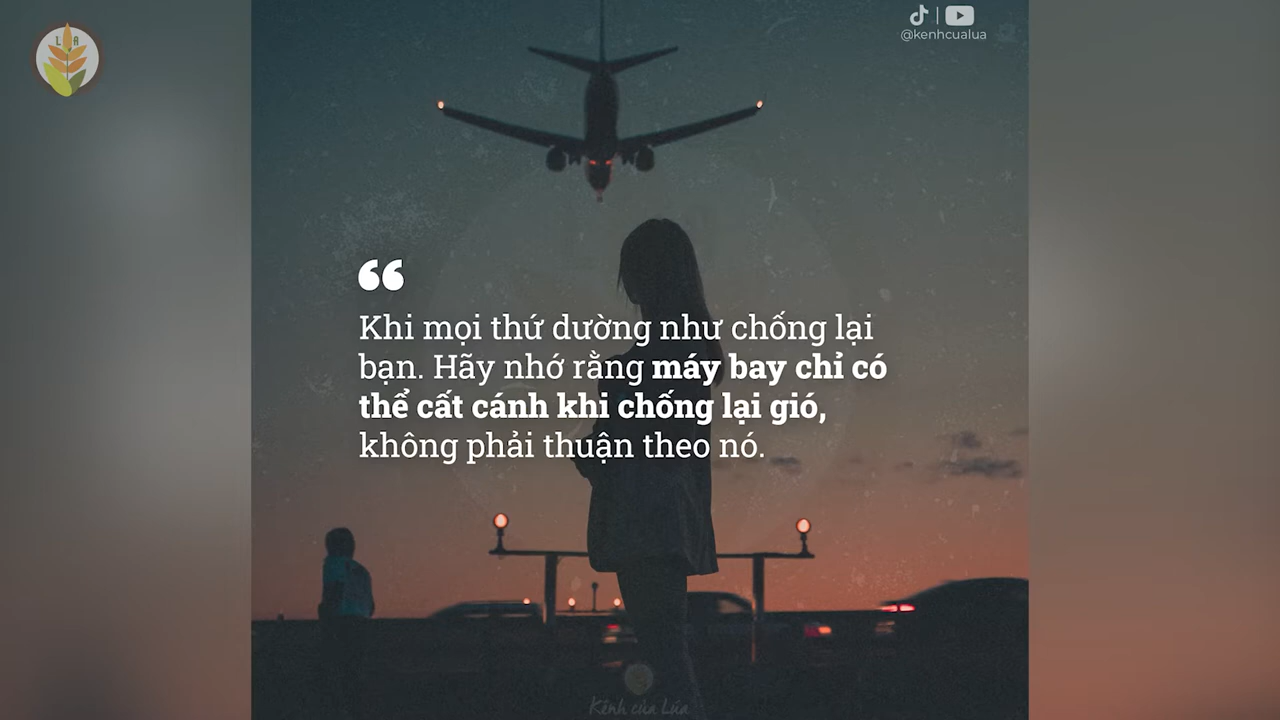 L A
@kenhcualua
“
Khi mọi thứ dường như chống lại
bạn. Hãy nhớ rằng máy bay chỉ có
thể cất cánh khi chống lại gió,
không phải thuận theo nó.
Kênh của Lúa